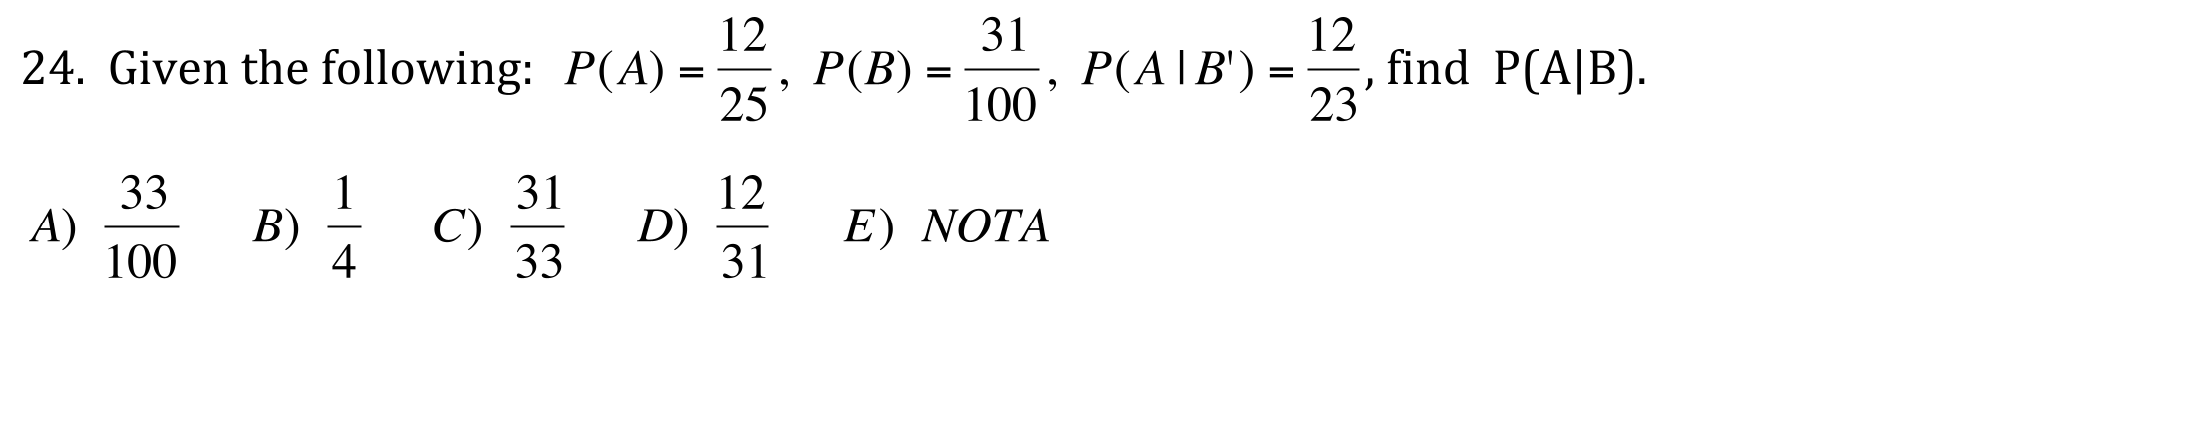 24. Given the following: P(A) = 12/25, P(B) = 31/100, P(A | B') = 12/23, find P(A|B).
A) 33/100 B) 1/4 C) 31/33 D) 12/31 E) NOTA